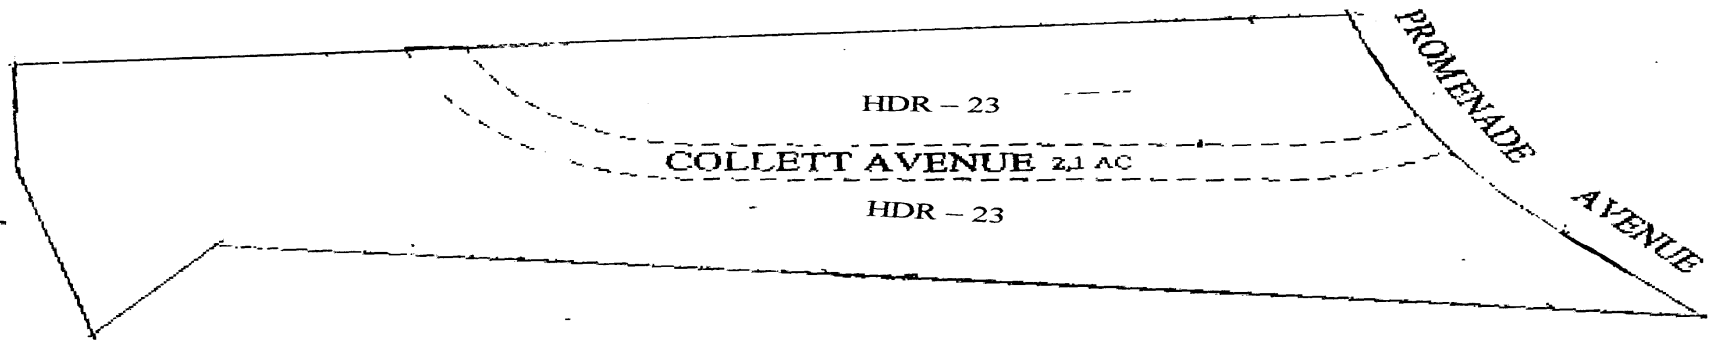 PROMENADE AVENUE
HDR – 23
COLLETT AVENUE 2,1 AC
HDR – 23